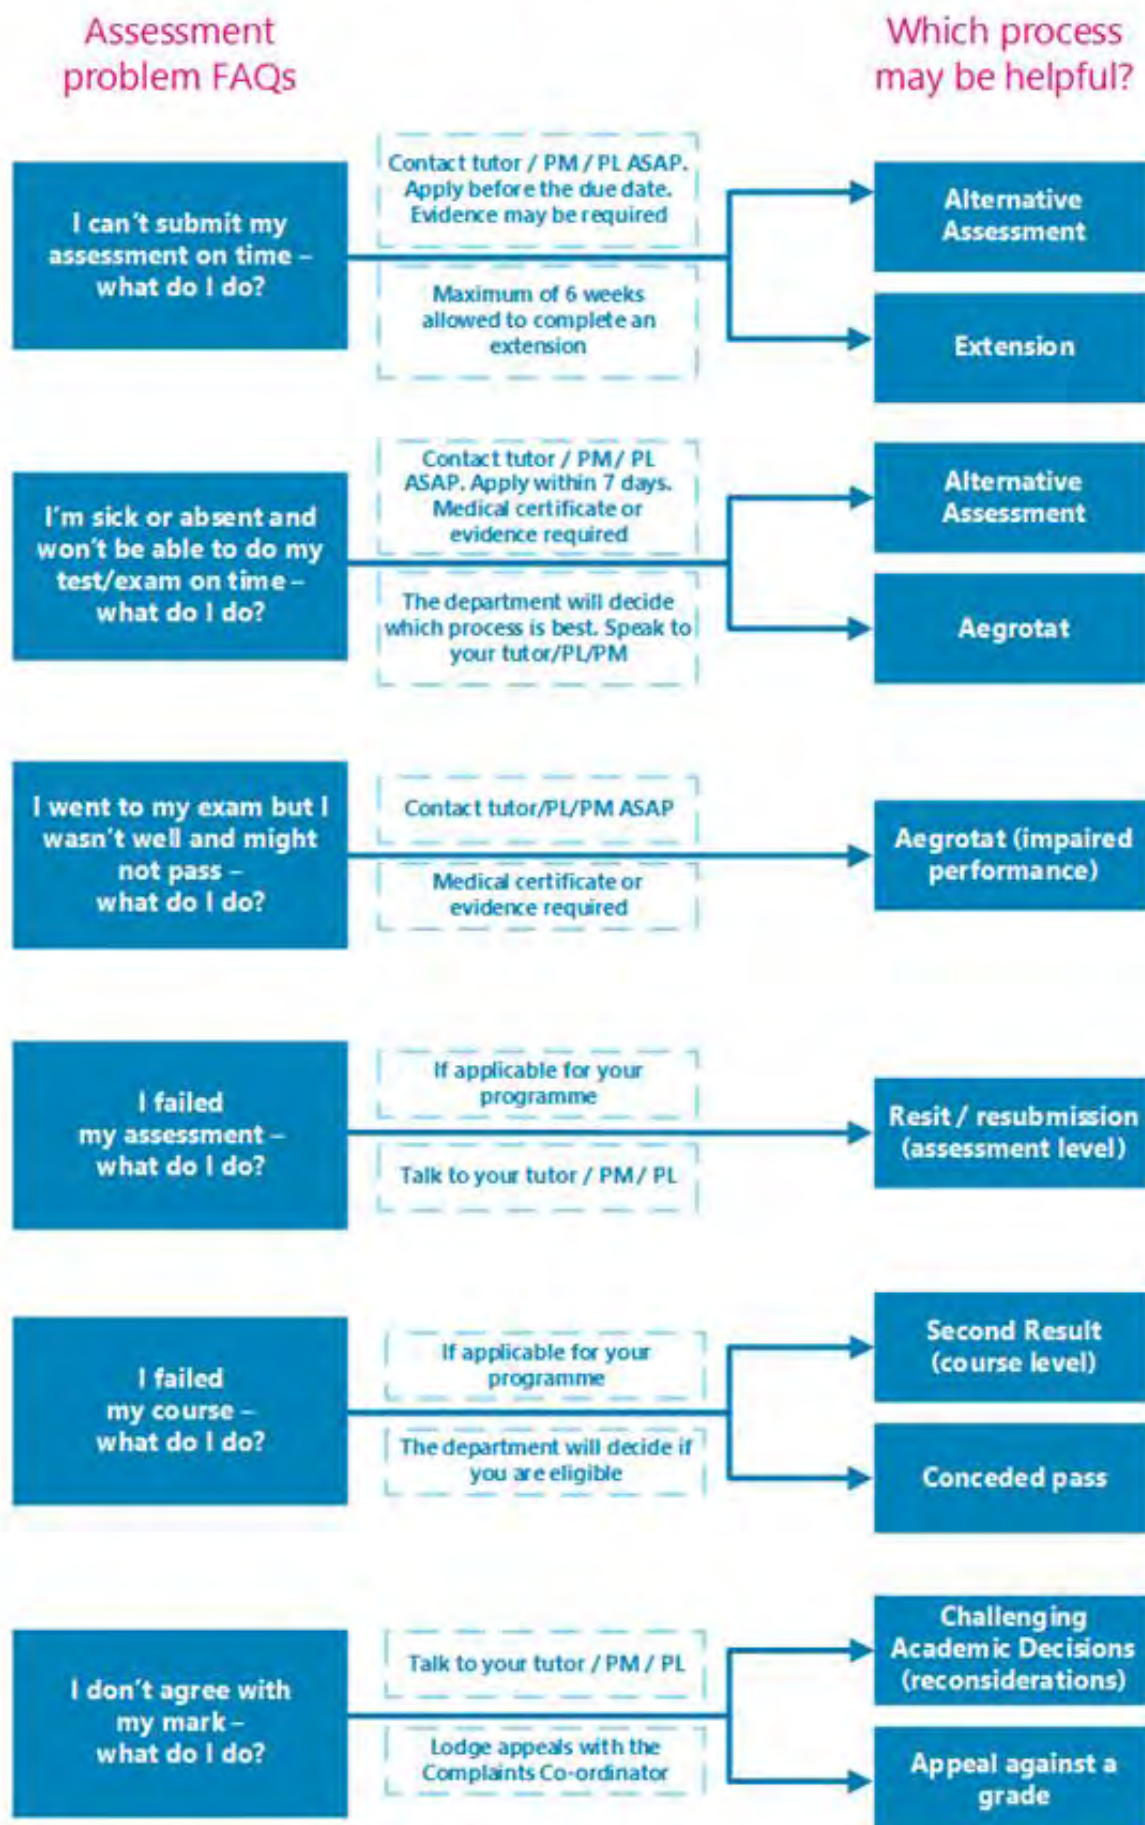 Assessment
problem FAQs
Which process
may be helpful?
I can't submit my
assessment on time –
what do I do?
Contact tutor / PM / PL ASAP.
Apply before the due date.
Evidence may be required
Maximum of 6 weeks
allowed to complete an
extension
Alternative
Assessment
Extension
I'm sick or absent and
won't be able to do my
test/exam on time –
what do I do?
Contact tutor / PM/ PL
ASAP. Apply within 7 days.
Medical certificate or
evidence required
The department will decide
which process is best. Speak to
your tutor/PL/PM
Alternative
Assessment
Aegrotat
I went to my exam but I
wasn't well and might
not pass –
what do I do?
Contact tutor/PL/PM ASAP
Medical certificate or
evidence required
Aegrotat (impaired
performance)
I failed
my assessment –
what do I do?
If applicable for your
programme
Talk to your tutor / PM/ PL
Resit / resubmission
(assessment level)
I failed
my course –
what do I do?
If applicable for your
programme
The department will decide if
you are eligible
Second Result
(course level)
Conceded pass
I don't agree with
my mark –
what do I do?
Talk to your tutor / PM / PL
Lodge appeals with the
Complaints Co-ordinator
Challenging
Academic Decisions
(reconsiderations)
Appeal against a
grade